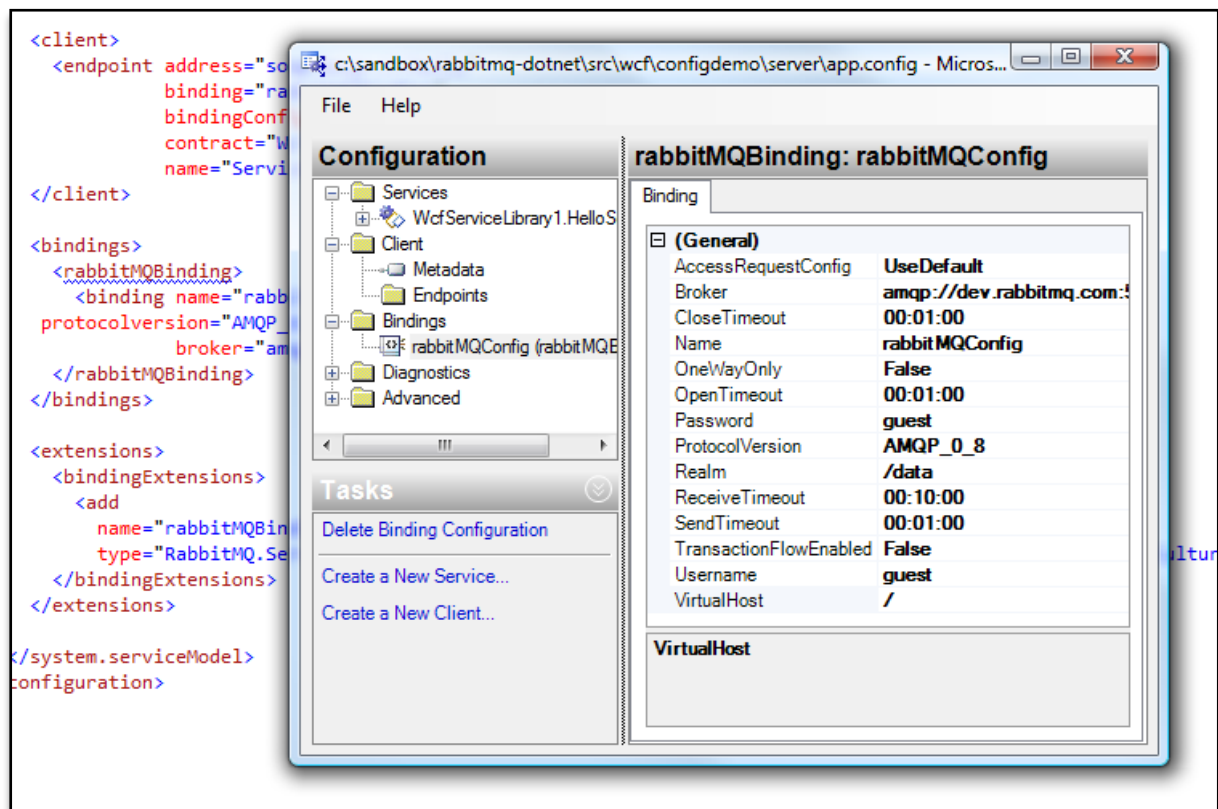 <client>
<endpoint address="so
binding="ra
bindingConf
contract="W
name="Servi
</client>
<bindings>
<rabbitMQBinding>
<binding name="rabb
protocolversion="AMQP_
broker="am
</rabbitMQBinding>
</bindings>
<extensions>
<bindingExtensions>
<add
name="rabbitMQBin
type="RabbitMQ.Se
ultur
</bindingExtensions>
</extensions>
</system.serviceModel>
configuration>
c:\sandbox\rabbitmq-dotnet\src\wcf\configdemo\server\app.config - Micros...
File Help
Configuration
Services
WcfServiceLibrary1.HelloS
Client
Metadata
Endpoints
Bindings
rabbitMQConfig (rabbitMQB
Diagnostics
Advanced
Tasks
Delete Binding Configuration
Create a New Service...
Create a New Client...
rabbitMQBinding: rabbitMQConfig
Binding
(General)
AccessRequestConfig UseDefault
Broker amqp://dev.rabbitmq.com:5
CloseTimeout 00:01:00
Name rabbitMQConfig
OneWayOnly False
OpenTimeout 00:01:00
Password guest
ProtocolVersion AMQP_0_8
Realm /data
ReceiveTimeout 00:10:00
SendTimeout 00:01:00
TransactionFlowEnabled False
Username guest
VirtualHost /
VirtualHost